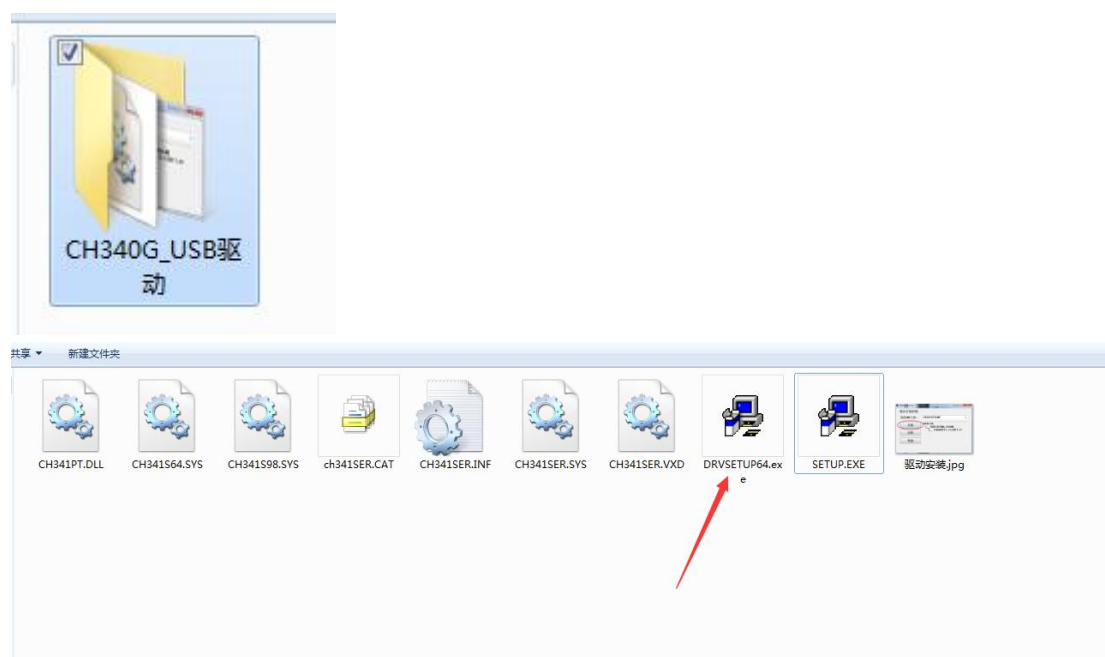 CH340G_USB驱
动
共享 新建文件夹
CH341PT.DLL CH341S64.SYS CH341S98.SYS ch341SER.CAT CH341SER.INF CH341SER.SYS CH341SER.VXD DRVSETUP64.ex SETUP.EXE 驱动安装.jpg
e